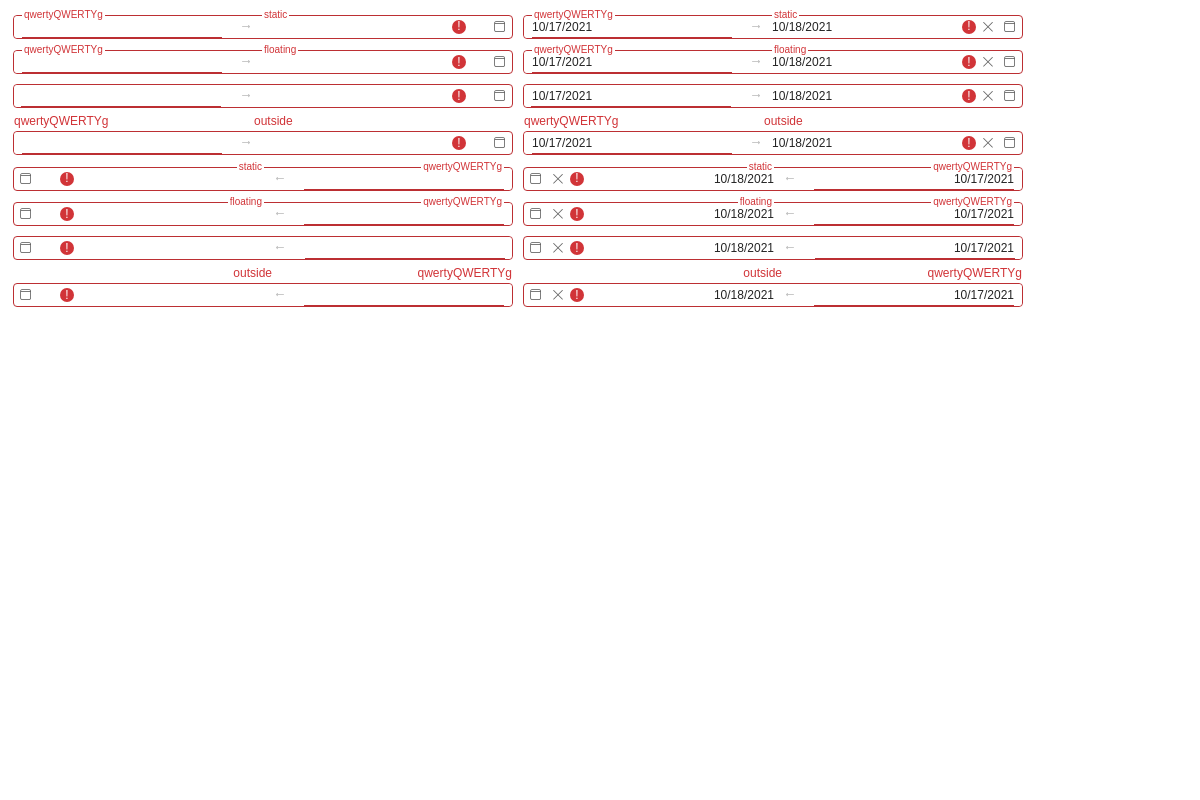 qwertyQWERTYg static qwertyQWERTYg static
→ ! 10/17/2021 → 10/18/2021 !
qwertyQWERTYg floating qwertyQWERTYg floating
→ ! 10/17/2021 → 10/18/2021 !
→ ! 10/17/2021 → 10/18/2021 !
qwertyQWERTYg outside qwertyQWERTYg outside
→ ! 10/17/2021 → 10/18/2021 !
static qwertyQWERTYg static qwertyQWERTYg
! ← ! 10/18/2021 ← 10/17/2021
floating qwertyQWERTYg floating qwertyQWERTYg
! ← ! 10/18/2021 ← 10/17/2021
! ← ! 10/18/2021 ← 10/17/2021
outside qwertyQWERTYg outside qwertyQWERTYg
! ← ! 10/18/2021 ← 10/17/2021